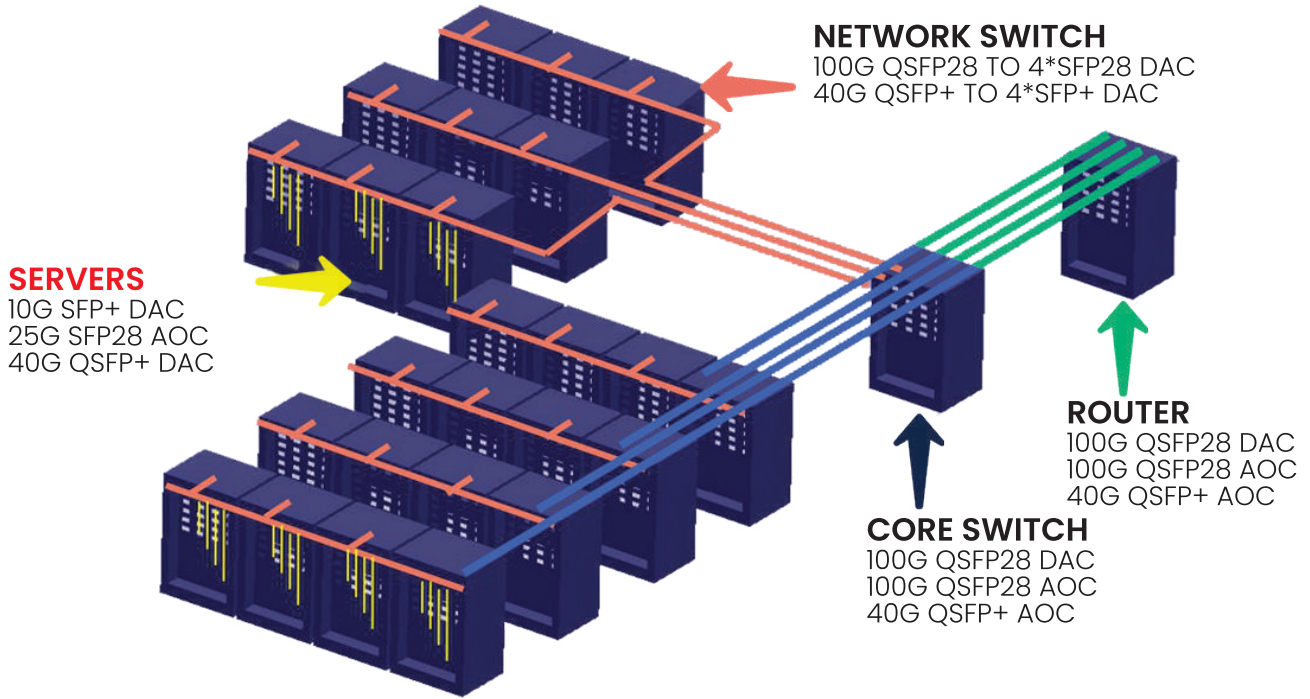 NETWORK SWITCH
100G QSFP28 TO 4*SFP28 DAC
40G QSFP+ TO 4*SFP+ DAC
SERVERS
10G SFP+ DAC
25G SFP28 AOC
40G QSFP+ DAC
ROUTER
100G QSFP28 DAC
100G QSFP28 AOC
40G QSFP+ AOC
CORE SWITCH
100G QSFP28 DAC
100G QSFP28 AOC
40G QSFP+ AOC